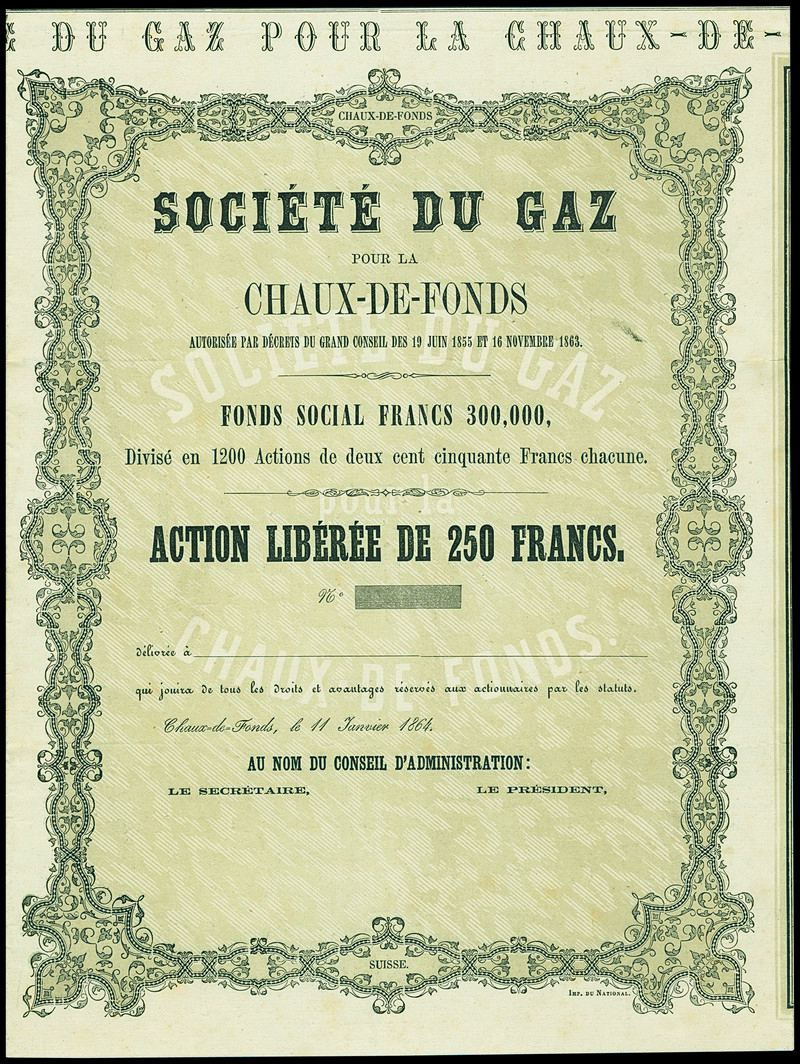 DU GAZ POUR LA CHAUX-DE-
CHAUX-DE-FONDS
SOCIÉTÉ DU GAZ
POUR LA
CHAUX-DE-FONDS
AUTORISÉE PAR DÉCRETS DU GRAND CONSEIL DES 19 JUIN 1855 ET 16 NOVEMBRE 1863.
SOCIÉTÉ DU GAZ
FONDS SOCIAL FRANCS 300,000,
Divisé en 1200 Actions de deux cent cinquante Francs chacune.
pour la
ACTION LIBÉRÉE DE 250 FRANCS.
No
CHAUX-DE-FONDS.
délivrée à
qui jouira de tous les droits et avantages réservés aux actionnaires par les statuts.
Chaux-de-Fonds, le 11 Janvier 1864.
AU NOM DU CONSEIL D'ADMINISTRATION:
LE SECRÉTAIRE, LE PRÉSIDENT,
SUISSE.
IMP. DU NATIONAL.